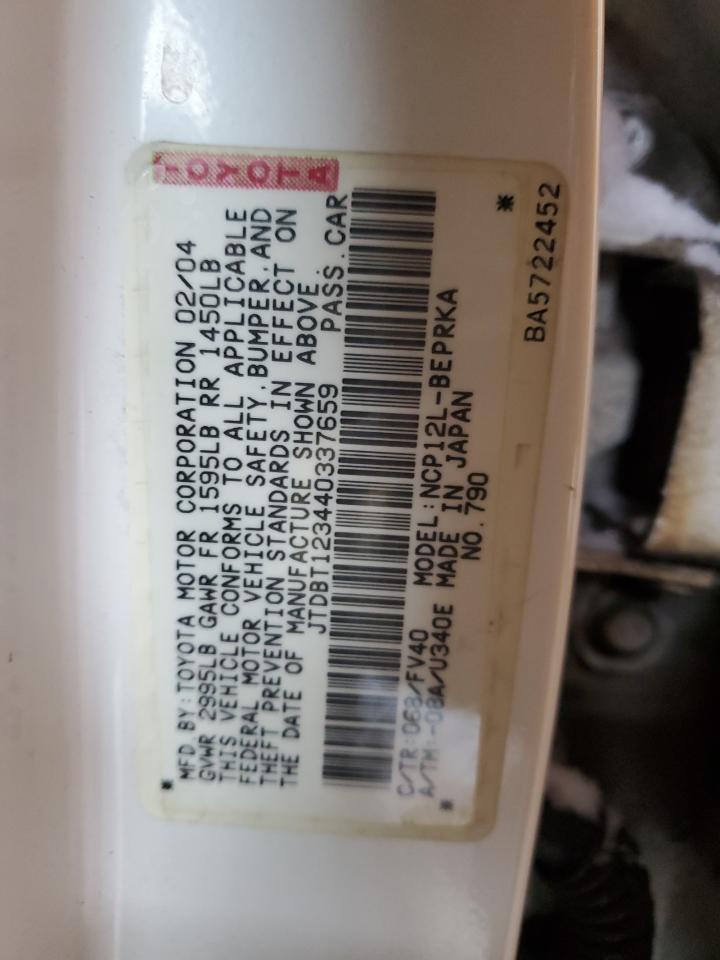 TOYOTA
MFD. BY: TOYOTA MOTOR CORPORATION 02/04
GVWR 2995LB GAWR FR 1595LB RR 1450LB
THIS VEHICLE CONFORMS TO ALL APPLICABLE
FEDERAL MOTOR VEHICLE SAFETY, BUMPER, AND
THEFT PREVENTION STANDARDS IN EFFECT ON
THE DATE OF MANUFACTURE SHOWN ABOVE.
JTDBT123440337659 PASS. CAR
C/TR:068/FV40 MODEL:NCP12L-BEPRKA
A/TM:-08A/U340E MADE IN JAPAN
NO. 790
BA5722452